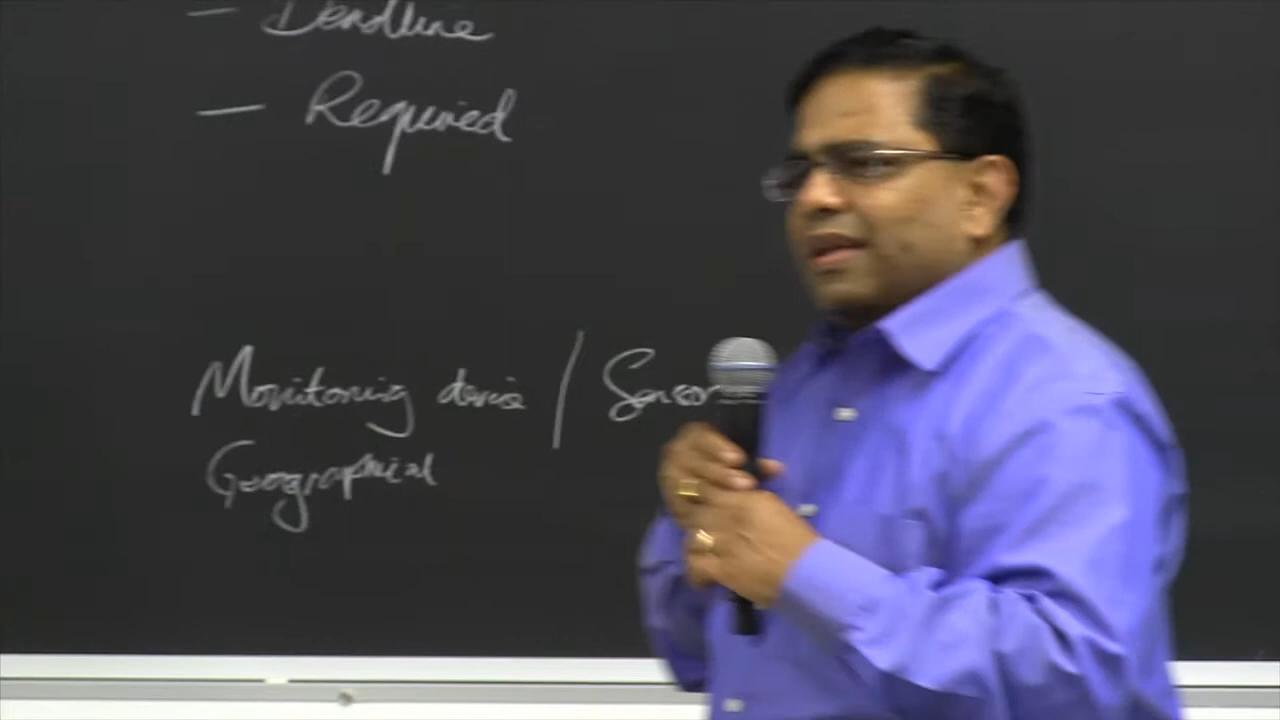 — Deadline
— Required
Monitoring device / Sensor
Geographical